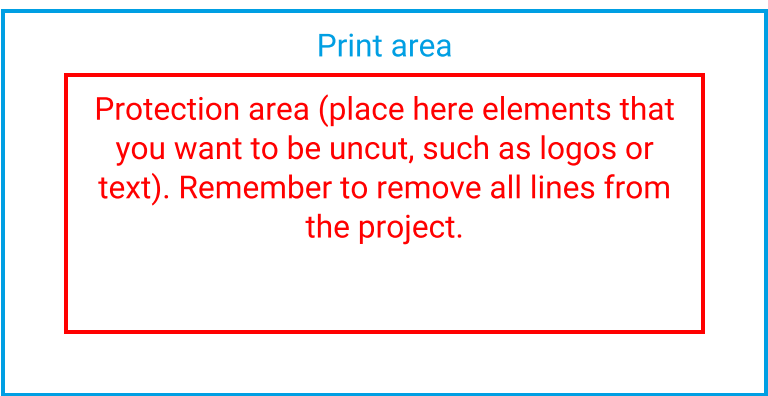 Print area
Protection area (place here elements that
you want to be uncut, such as logos or
text). Remember to remove all lines from
the project.